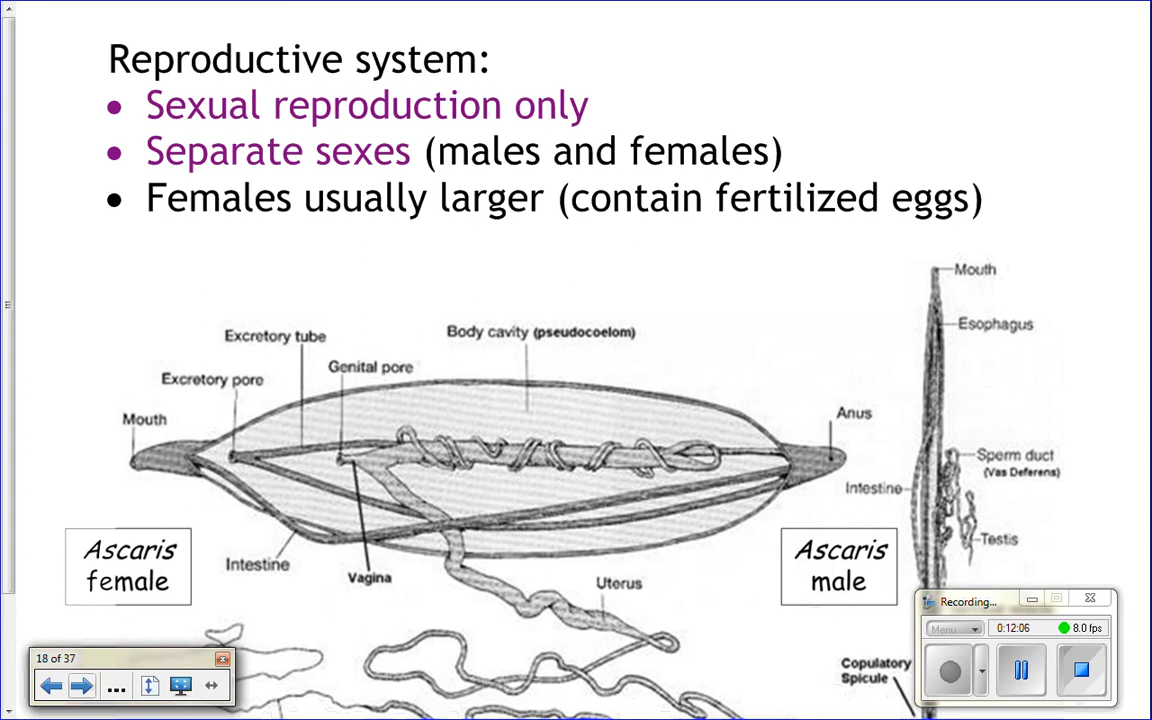 Reproductive system:
• Sexual reproduction only
• Separate sexes (males and females)
• Females usually larger (contain fertilized eggs)
Mouth
Esophagus
Excretory tube
Body cavity (pseudocoelom)
Genital pore
Excretory pore
Mouth
Anus
Sperm duct
(Vas Deferens)
Intestine
Testis
Ascaris
female
Intestine
Vagina
Uterus
Ascaris
male
Copulatory
Spicule
Recording...
Menu
0:12:06
8.0 fps
18 of 37
...